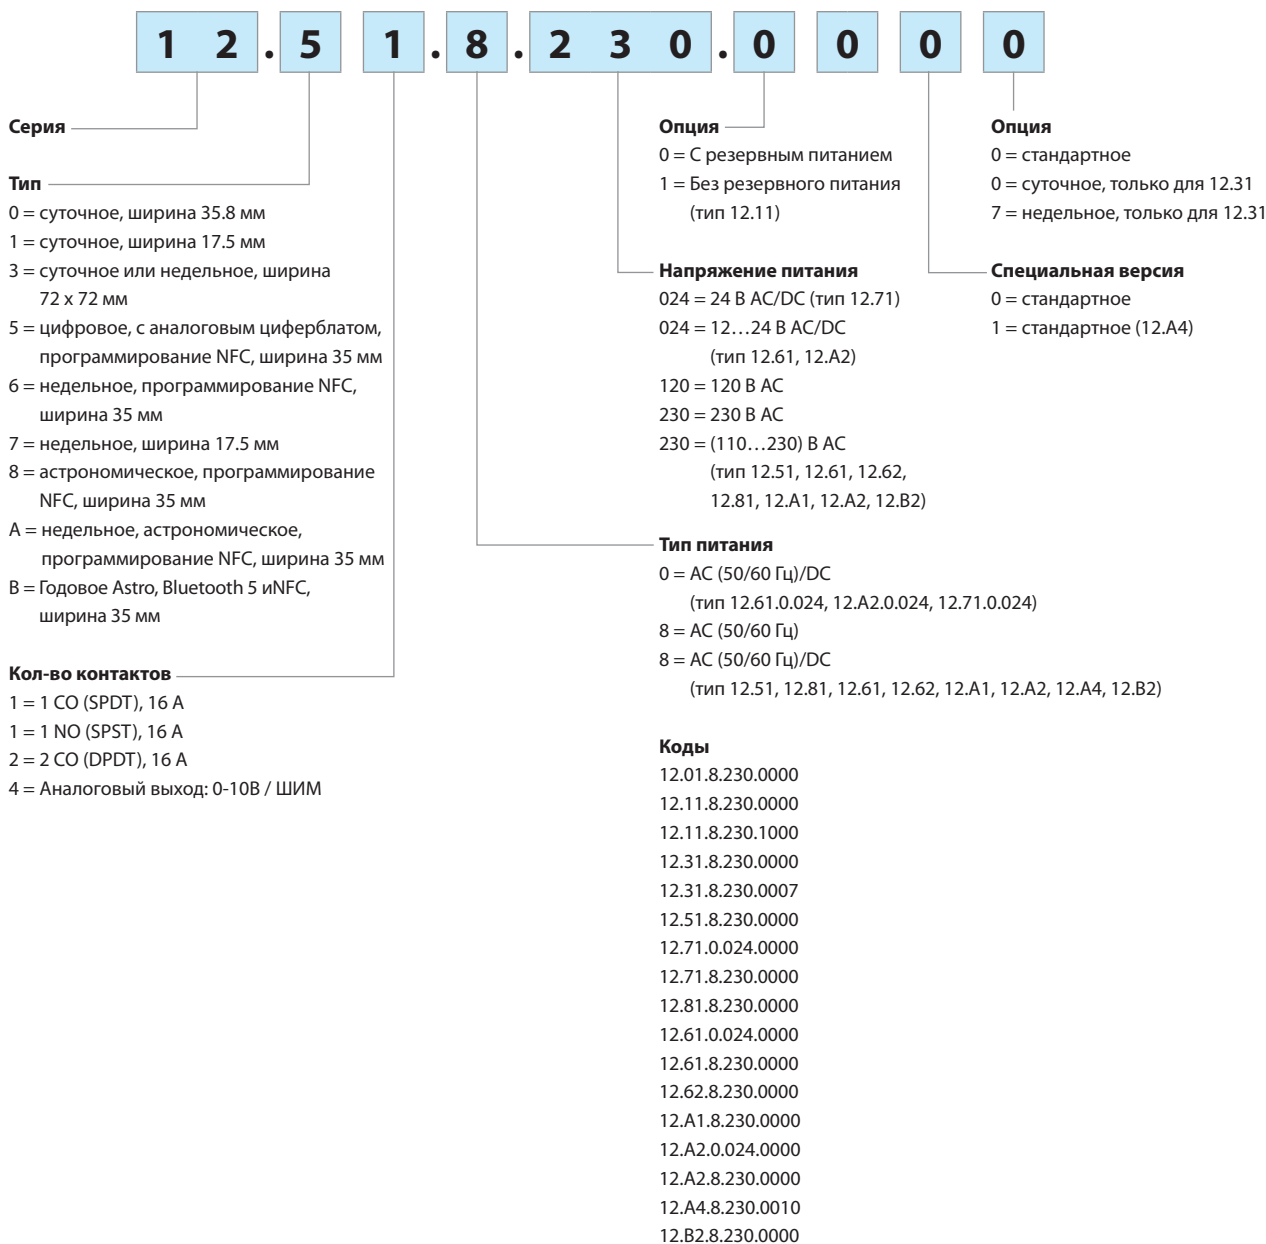 1 2 . 5 1 . 8 . 2 3 0 . 0 0 0 0
Серия
Тип
0 = суточное, ширина 35.8 мм
1 = суточное, ширина 17.5 мм
3 = суточное или недельное, ширина
72 x 72 мм
5 = цифровое, с аналоговым циферблатом,
программирование NFC, ширина 35 мм
6 = недельное, программирование NFC,
ширина 35 мм
7 = недельное, ширина 17.5 мм
8 = астрономическое, программирование
NFC, ширина 35 мм
A = недельное, астрономическое,
программирование NFC, ширина 35 мм
B = Годовое Astro, Bluetooth 5 иNFC,
ширина 35 мм
Кол-во контактов
1 = 1 CO (SPDT), 16 A
1 = 1 NO (SPST), 16 A
2 = 2 CO (DPDT), 16 A
4 = Аналоговый выход: 0-10В / ШИМ
Опция
0 = С резервным питанием
1 = Без резервного питания
(тип 12.11)
Напряжение питания
024 = 24 В AC/DC (тип 12.71)
024 = 12…24 В AC/DC
(тип 12.61, 12.A2)
120 = 120 В AC
230 = 230 В AC
230 = (110…230) В AC
(тип 12.51, 12.61, 12.62,
12.81, 12.A1, 12.A2, 12.B2)
Тип питания
0 = AC (50/60 Гц)/DC
(тип 12.61.0.024, 12.A2.0.024, 12.71.0.024)
8 = AC (50/60 Гц)
8 = AC (50/60 Гц)/DC
(тип 12.51, 12.81, 12.61, 12.62, 12.A1, 12.A2, 12.A4, 12.B2)
Коды
12.01.8.230.0000
12.11.8.230.0000
12.11.8.230.1000
12.31.8.230.0000
12.31.8.230.0007
12.51.8.230.0000
12.71.0.024.0000
12.71.8.230.0000
12.81.8.230.0000
12.61.0.024.0000
12.61.8.230.0000
12.62.8.230.0000
12.A1.8.230.0000
12.A2.0.024.0000
12.A2.8.230.0000
12.A4.8.230.0010
12.B2.8.230.0000
Опция
0 = стандартное
0 = суточное, только для 12.31
7 = недельное, только для 12.31
Специальная версия
0 = стандартное
1 = стандартное (12.A4)